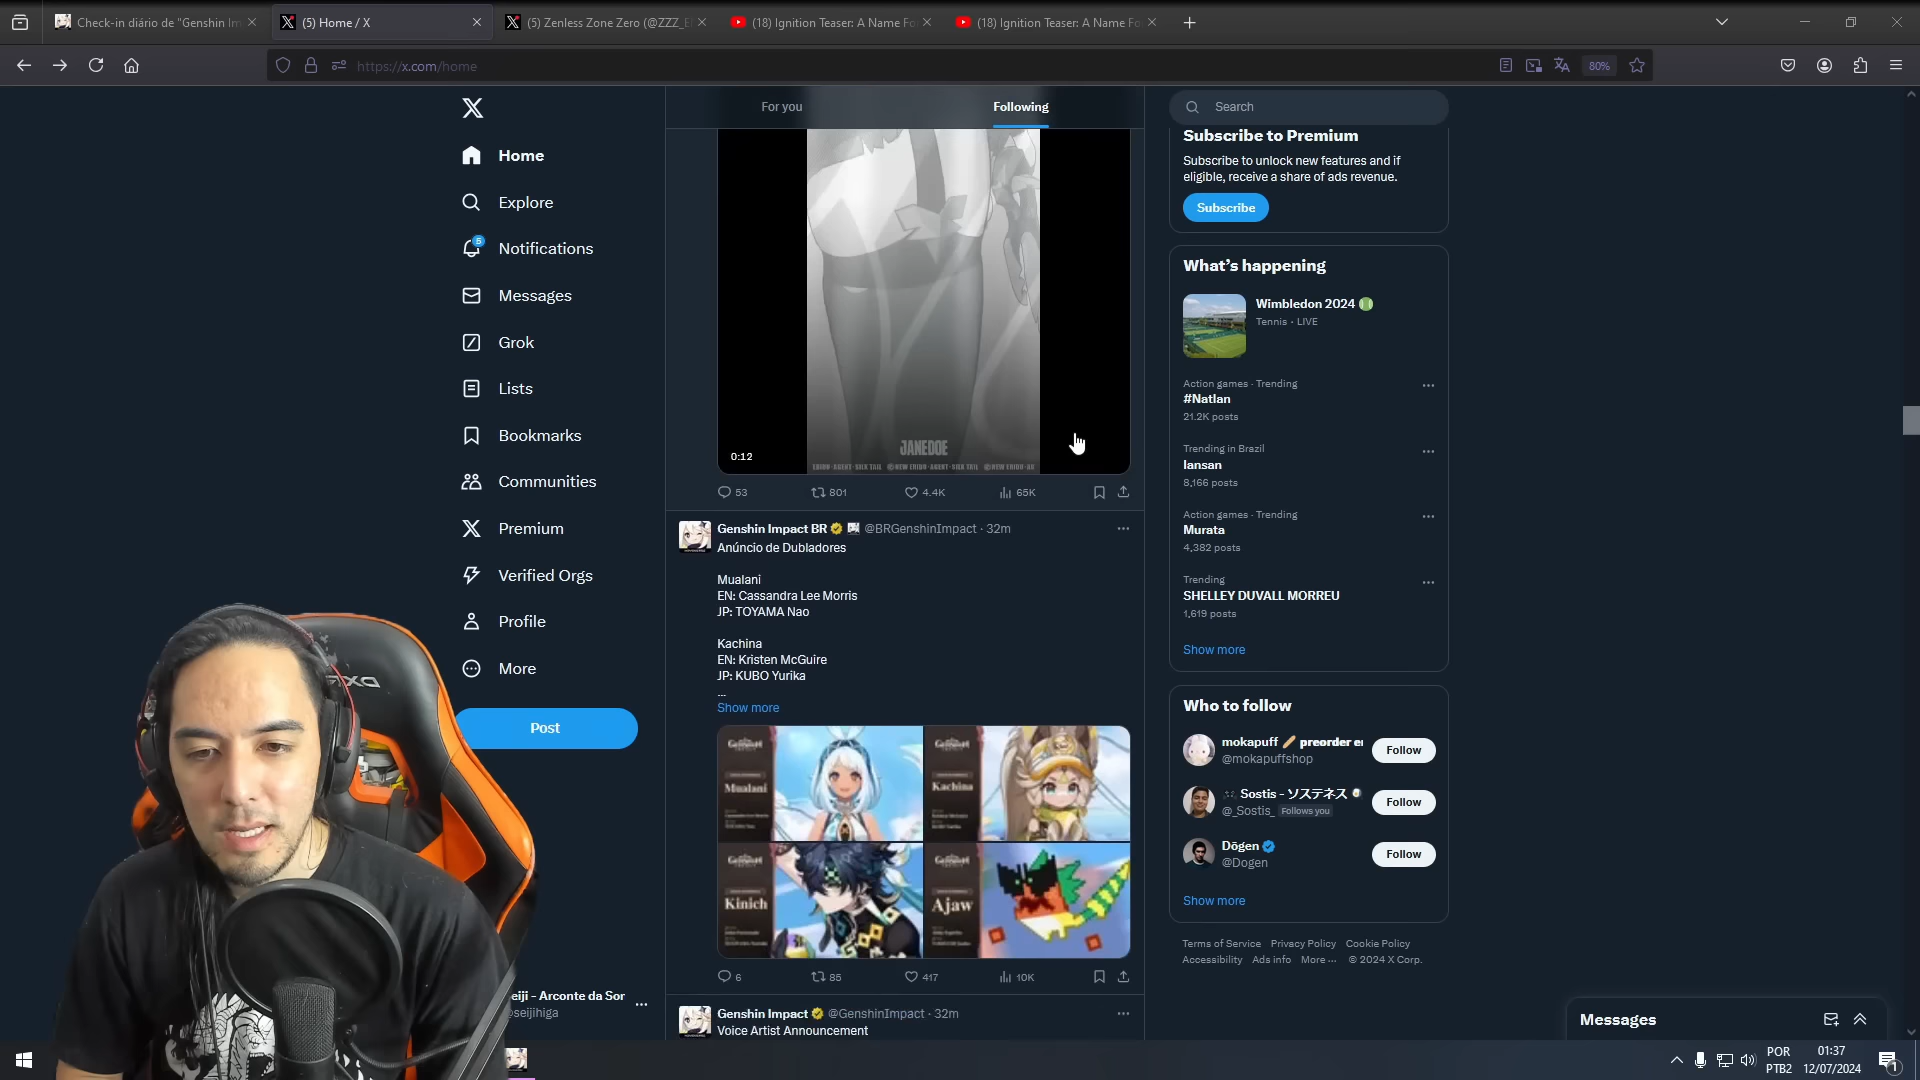 Check-in diário de "Genshin Im
(5) Home / X
(5) Zenless Zone Zero (@ZZZ_E
(18) Ignition Teaser: A Name Fo
(18) Ignition Teaser: A Name Fo
https://x.com/home
80%
For you
Following
Search
Home
Explore
5
Notifications
Messages
Grok
Lists
Bookmarks
Communities
Premium
Verified Orgs
Profile
More
Post
eiji - Arconte da Sor
@seijihiga
JANEDOE
0:12
53
801
4.4K
65K
Genshin Impact BR @BRGenshinImpact · 32m
Anúncio de Dubladores
Mualani
EN: Cassandra Lee Morris
JP: TOYAMA Nao
Kachina
EN: Kristen McGuire
JP: KUBO Yurika
...
Show more
Mualani
Kachina
Kinich
Ajaw
6
85
417
10K
Genshin Impact @GenshinImpact · 32m
Voice Artist Announcement
Subscribe to Premium
Subscribe to unlock new features and if
eligible, receive a share of ads revenue.
Subscribe
What's happening
Wimbledon 2024
Tennis · LIVE
Action games · Trending
#Natlan
21.2K posts
Trending in Brazil
Iansan
8,166 posts
Action games · Trending
Murata
4,382 posts
Trending
SHELLEY DUVALL MORREU
1,619 posts
Show more
Who to follow
mokapuff preorder e
@mokapuffshop
Follow
Sostis - ソステネス
@_Sostis_ Follows you
Follow
Dōgen
@Dogen
Follow
Show more
Terms of Service Privacy Policy Cookie Policy
Accessibility Ads info More ··· © 2024 X Corp.
Messages
POR
PTB2
01:37
12/07/2024
1
DX